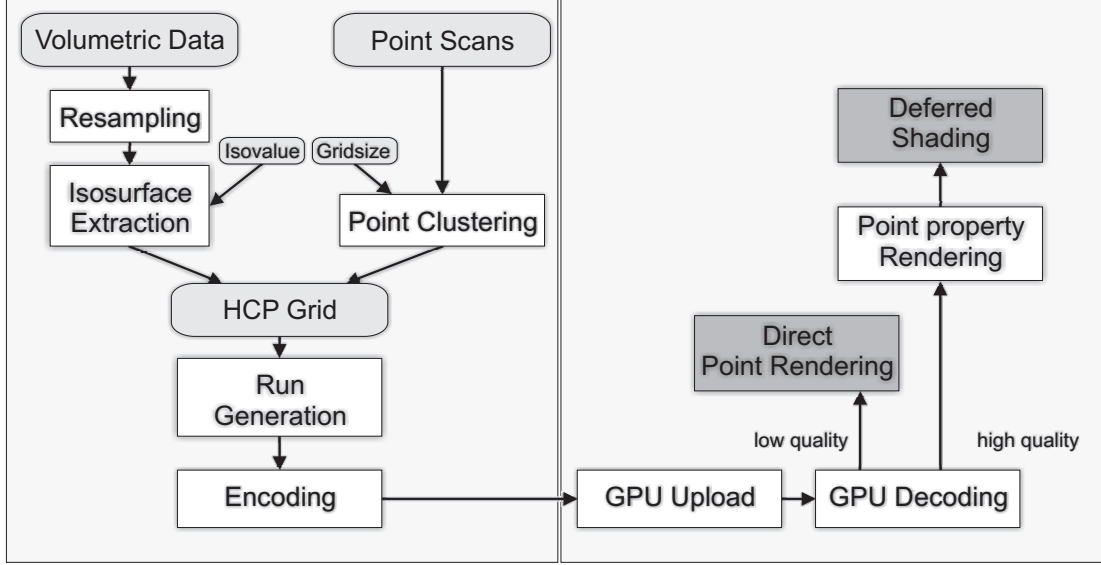 Volumetric Data
Point Scans
Resampling
Isovalue
Gridsize
Isosurface
Extraction
Point Clustering
HCP Grid
Run
Generation
Encoding
Deferred
Shading
Point property
Rendering
Direct
Point Rendering
low quality
high quality
GPU Upload
GPU Decoding